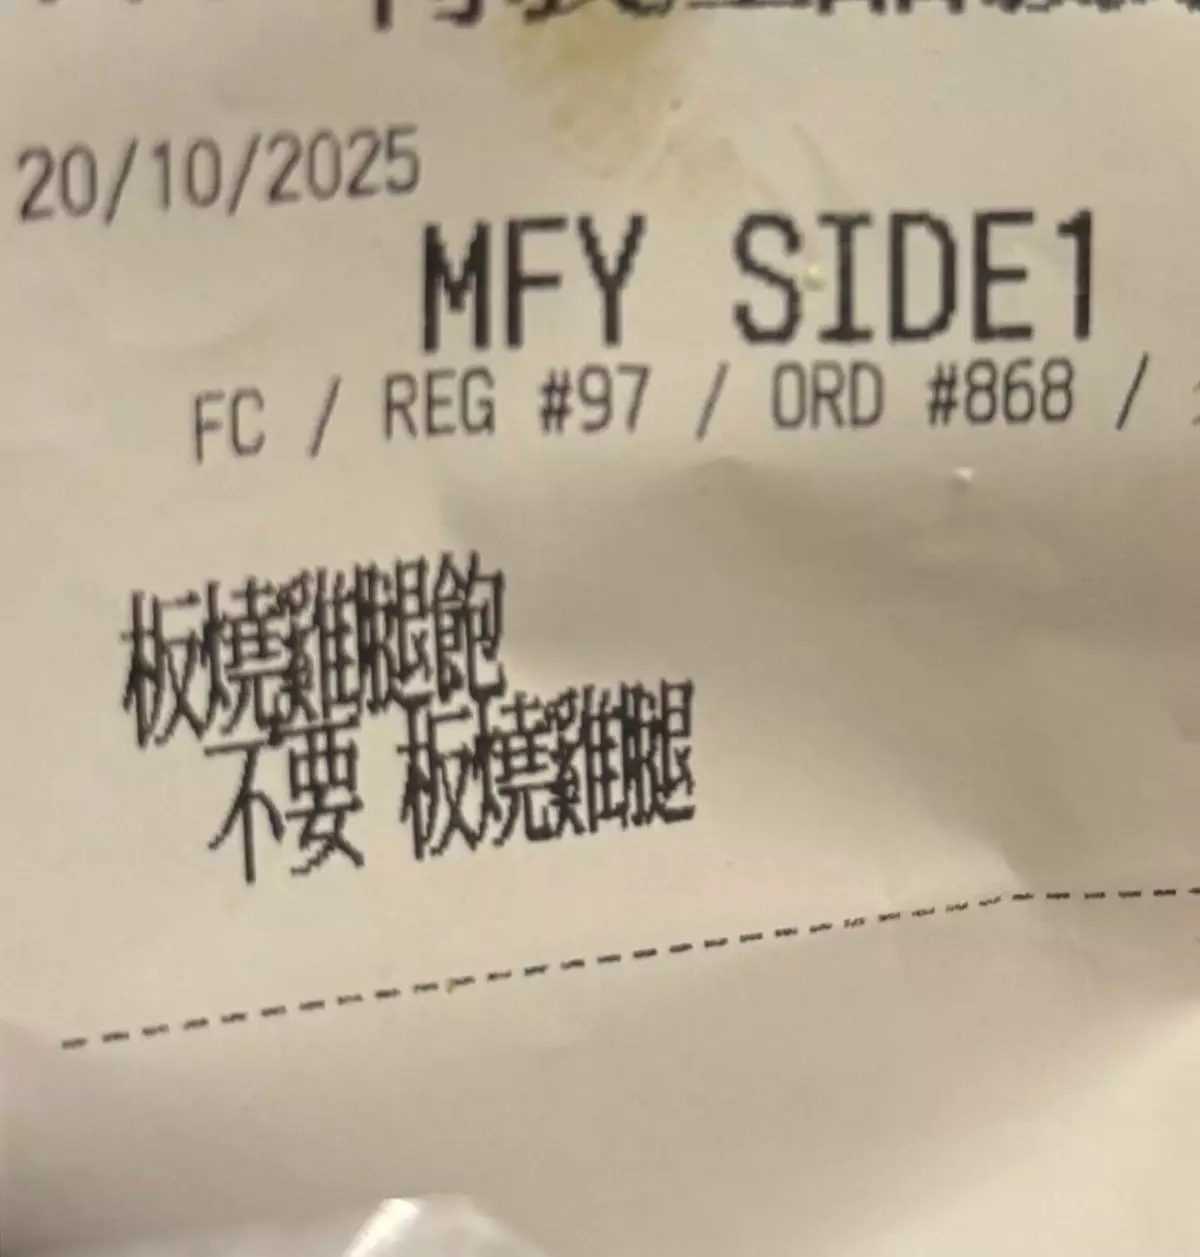 20/10/2025
MFY SIDE1
FC / REG #97 / ORD #868 /
板燒雞腿飽
不要 板燒雞腿